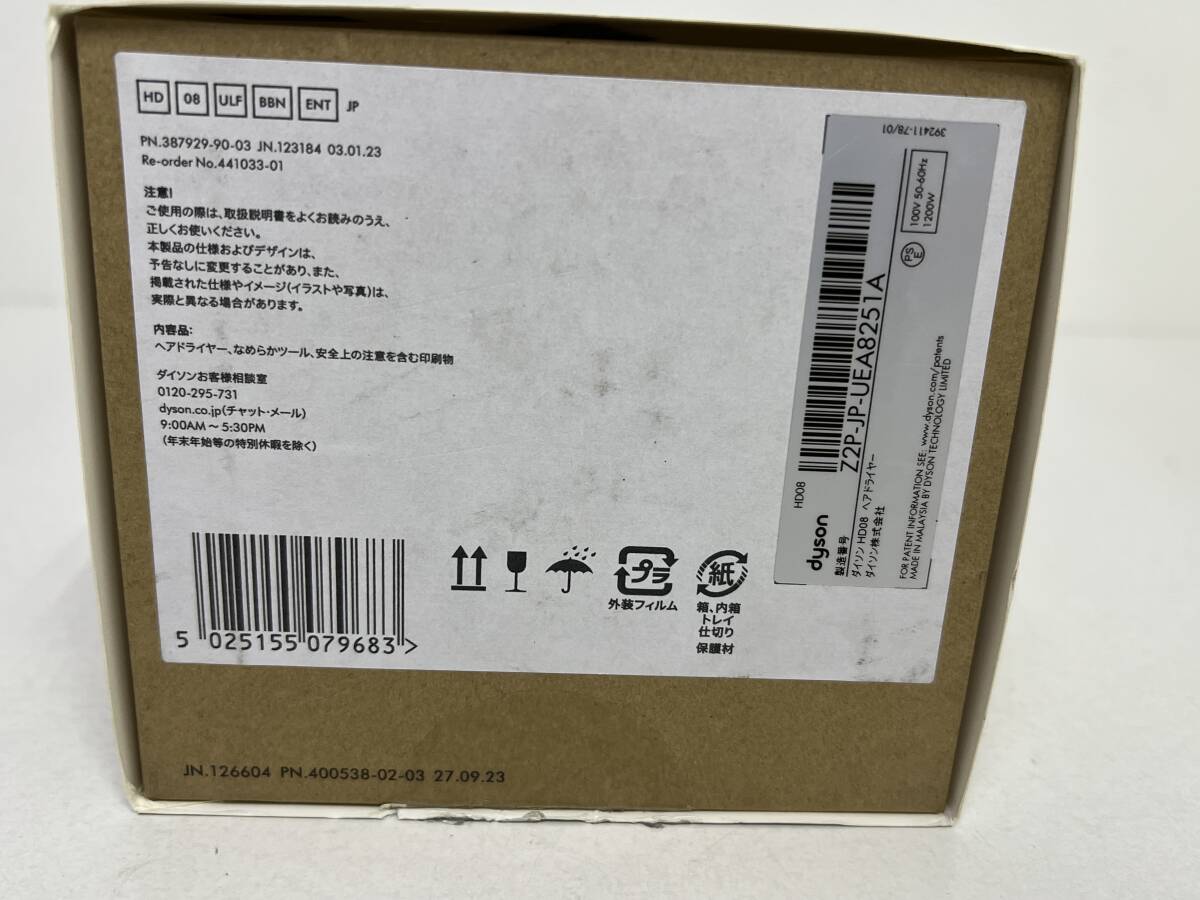 HD 08 ULF BBN ENT JP
PN.387929-90-03 JN.123184 03.01.23
Re-order No.441033-01
注意!
ご使用の際は、取扱説明書をよくお読みのうえ、
正しくお使いください。
本製品の仕様およびデザインは、
予告なしに変更することがあり、また、
掲載された仕様やイメージ(イラストや写真)は、
実際と異なる場合があります。
内容品:
ヘアドライヤー、なめらかツール、安全上の注意を含む印刷物
ダイソンお客様相談室
0120-295-731
dyson.co.jp(チャット・メール)
9:00AM～5:30PM
(年末年始等の特別休暇を除く)
5 025155 079683 >
プラ
外装フィルム
紙
箱、内箱
トレイ
仕切り
保護材
dyson
HD08
製造番号
Z2P-JP-UEA8251A
ダイソン HD08 ヘアドライヤー
ダイソン株式会社
PS
E
100V 50-60Hz
1200W
FOR PATENT INFORMATION SEE: www.dyson.com/patents
MADE IN MALAYSIA BY DYSON TECHNOLOGY LIMITED
392411-78/01
JN.126604 PN.400538-02-03 27.09.23